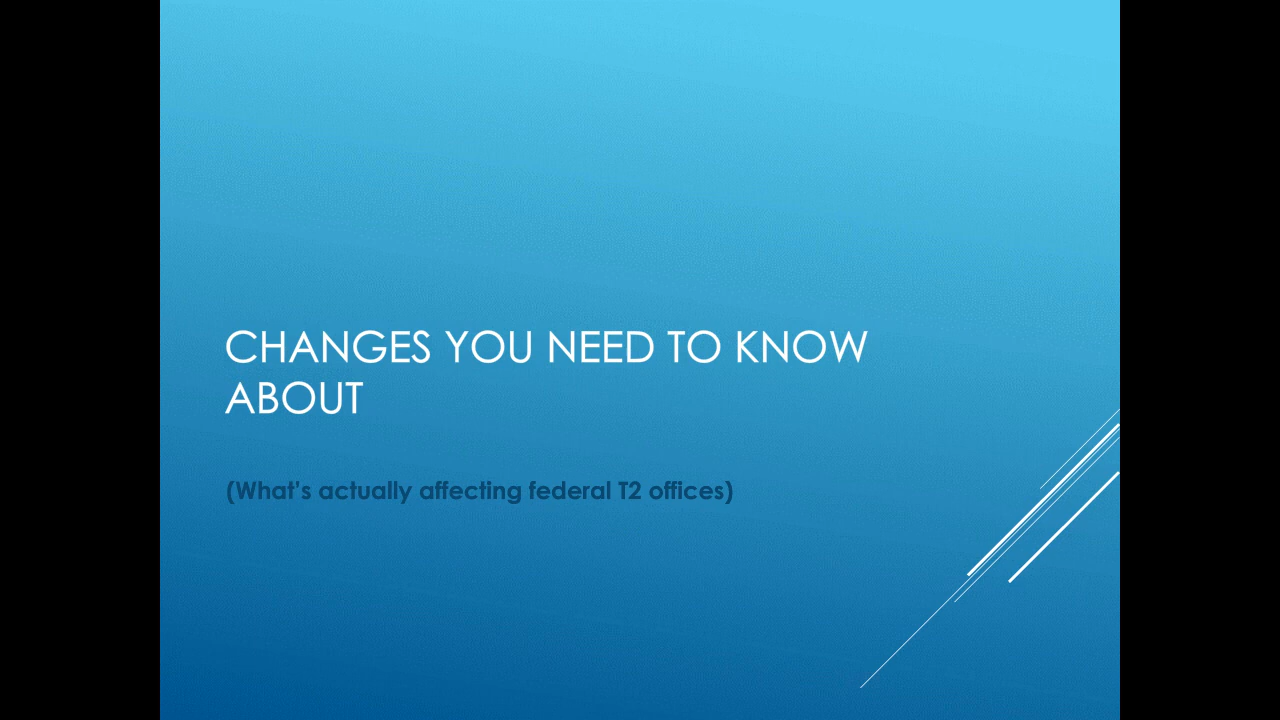 CHANGES YOU NEED TO KNOW
ABOUT
(What's actually affecting federal T2 offices)